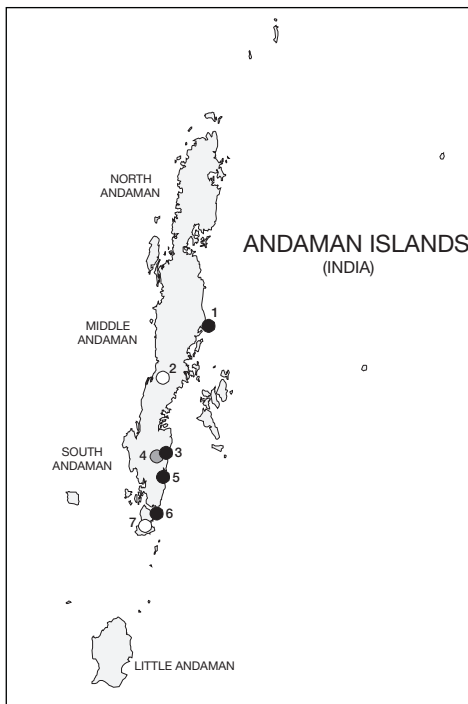 NORTH
ANDAMAN
ANDAMAN ISLANDS
(INDIA)
1
MIDDLE
ANDAMAN
2
SOUTH
ANDAMAN
4
3
5
6
7
LITTLE ANDAMAN